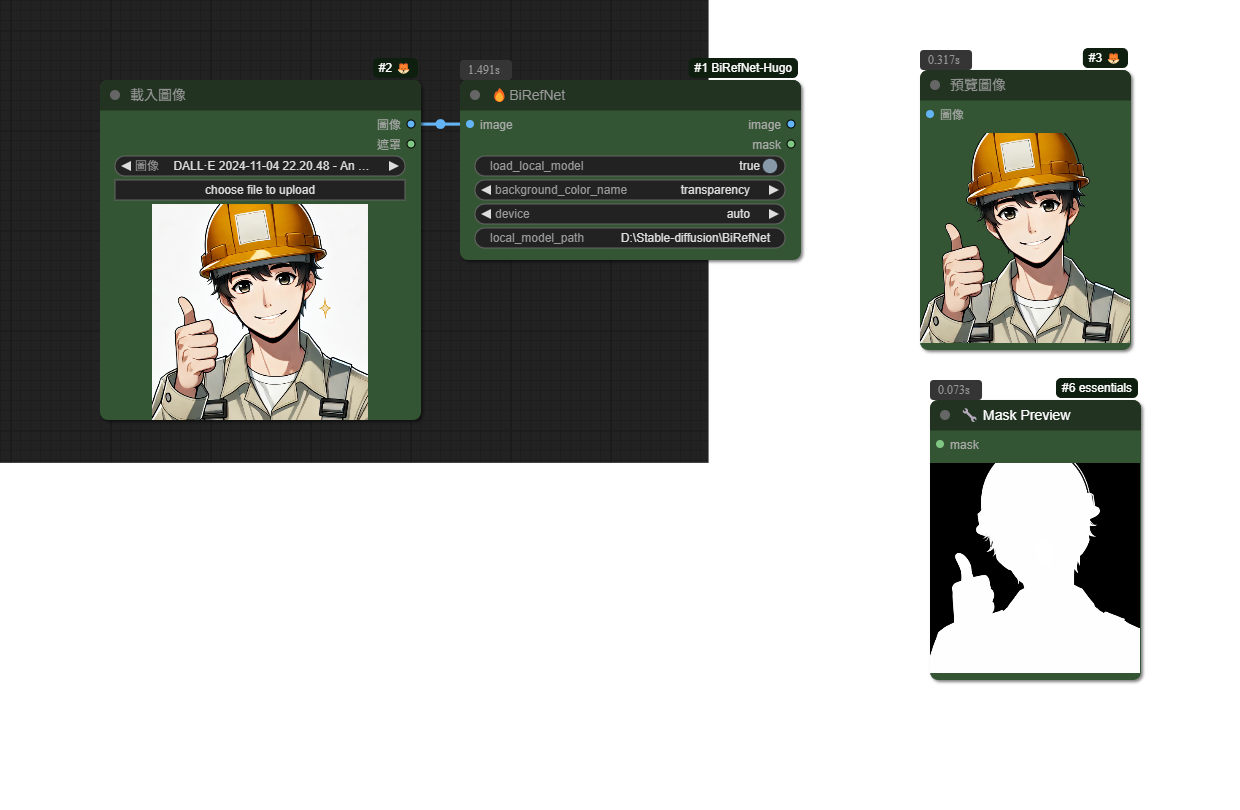 #2
載入圖像
圖像
遮罩
圖像 DALL·E 2024-11-04 22.20.48 - An ...
choose file to upload
1.491s
#1 BiRefNet-Hugo
BiRefNet
image
image
mask
load_local_model true
background_color_name transparency
device auto
local_model_path D:\Stable-diffusion\BiRefNet
0.317s
#3
預覽圖像
圖像
0.073s
#6 essentials
Mask Preview
mask